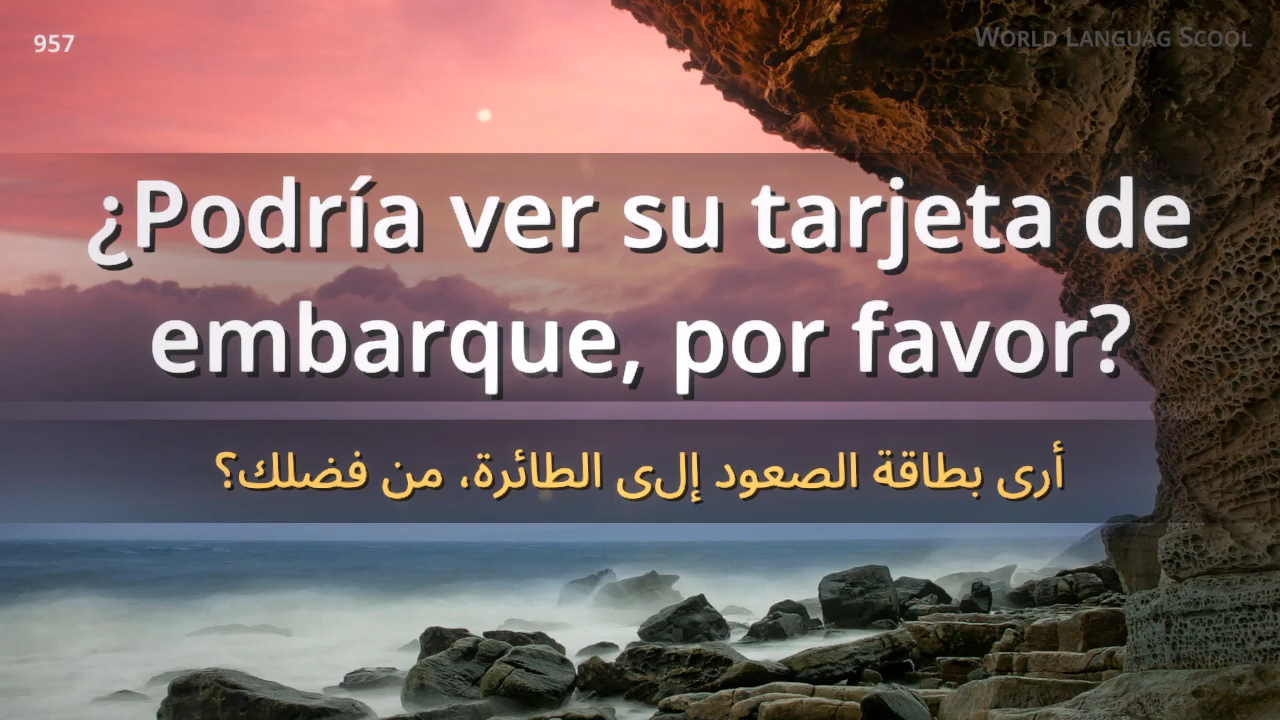 957
WORLD LANGUAG SCOOL
¿Podría ver su tarjeta de
embarque, por favor?
أرى بطاقة الصعود إلى الطائرة، من فضلك؟